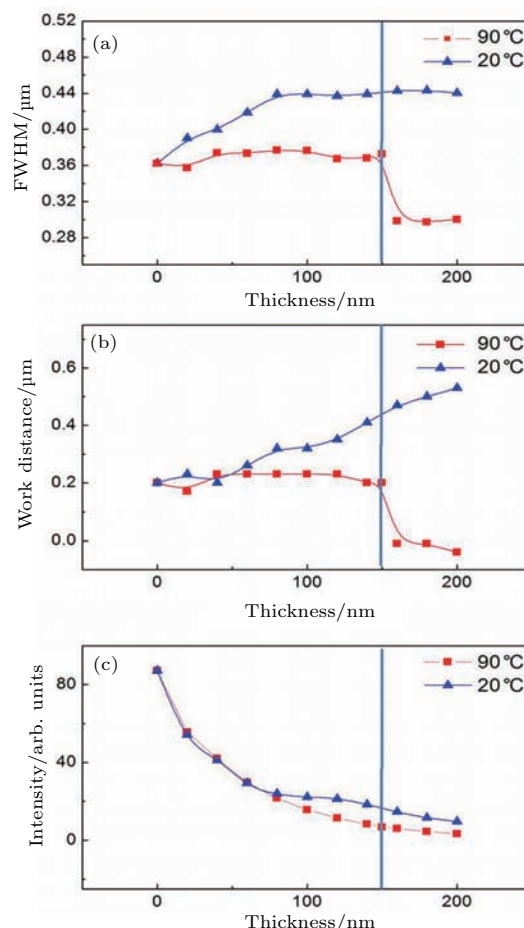 (a)
90°C
20°C
0.52
0.48
0.44
0.40
0.36
0.32
0.28
FWHM/μm
0
100
200
Thickness/nm
(b)
90°C
20°C
0.6
0.4
0.2
0.0
Work distance/μm
0
100
200
Thickness/nm
(c)
90°C
20°C
80
40
0
Intensity/arb. units
0
100
200
Thickness/nm